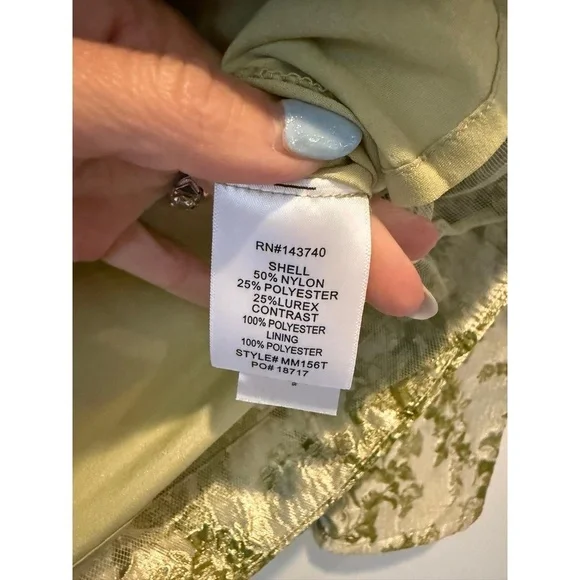 RN#143740
SHELL
50% NYLON
25% POLYESTER
25%LUREX
CONTRAST
100% POLYESTER
LINING
100% POLYESTER
STYLE# MM156T
PO# 18717